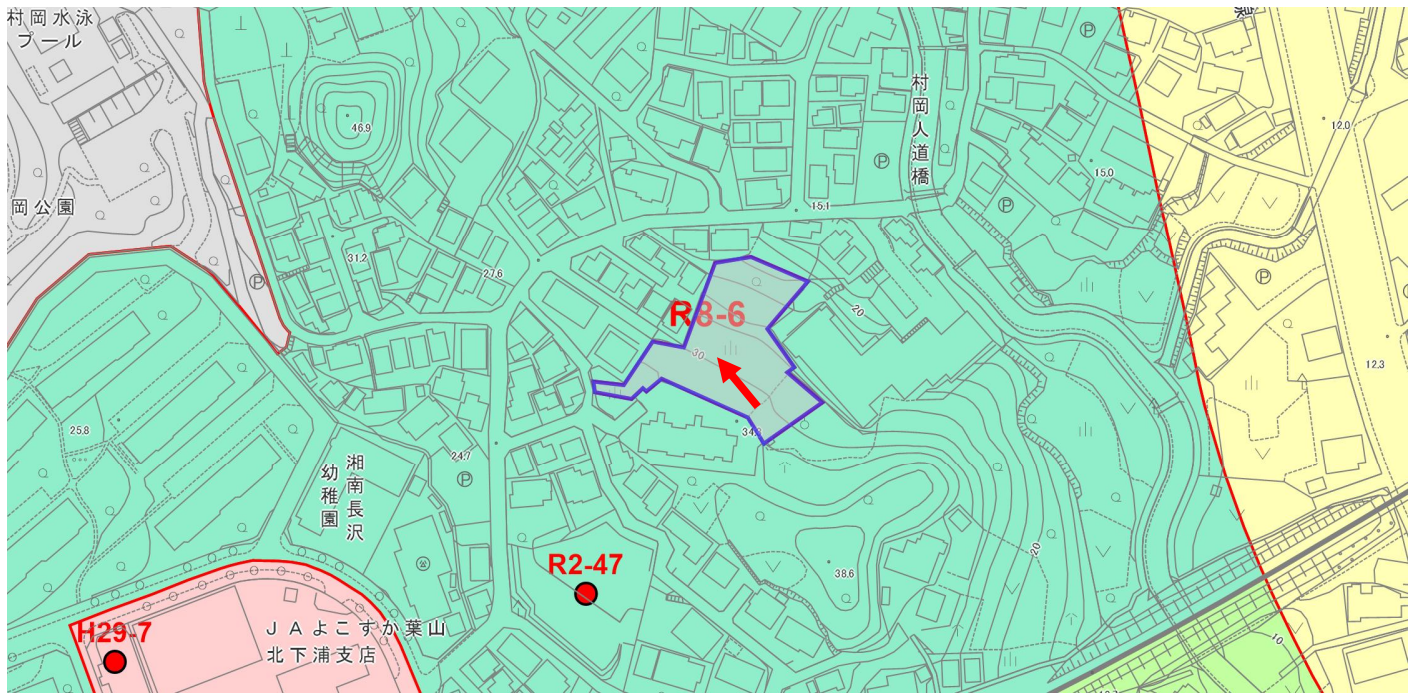 村岡水泳
プール
岡公園
46.9
31.2
27.6
15.1
村岡人道橋
Ⓟ
Ⓟ
Ⓟ
Ⓟ
Ⓟ
Ⓟ
15.0
12.0
12.3
20
R8-6
30
34.3
25.8
24.7
湘南長沢
幼稚園
R2-47
38.6
20
10
H29-7
ＪＡよこすか葉山
北下浦支店